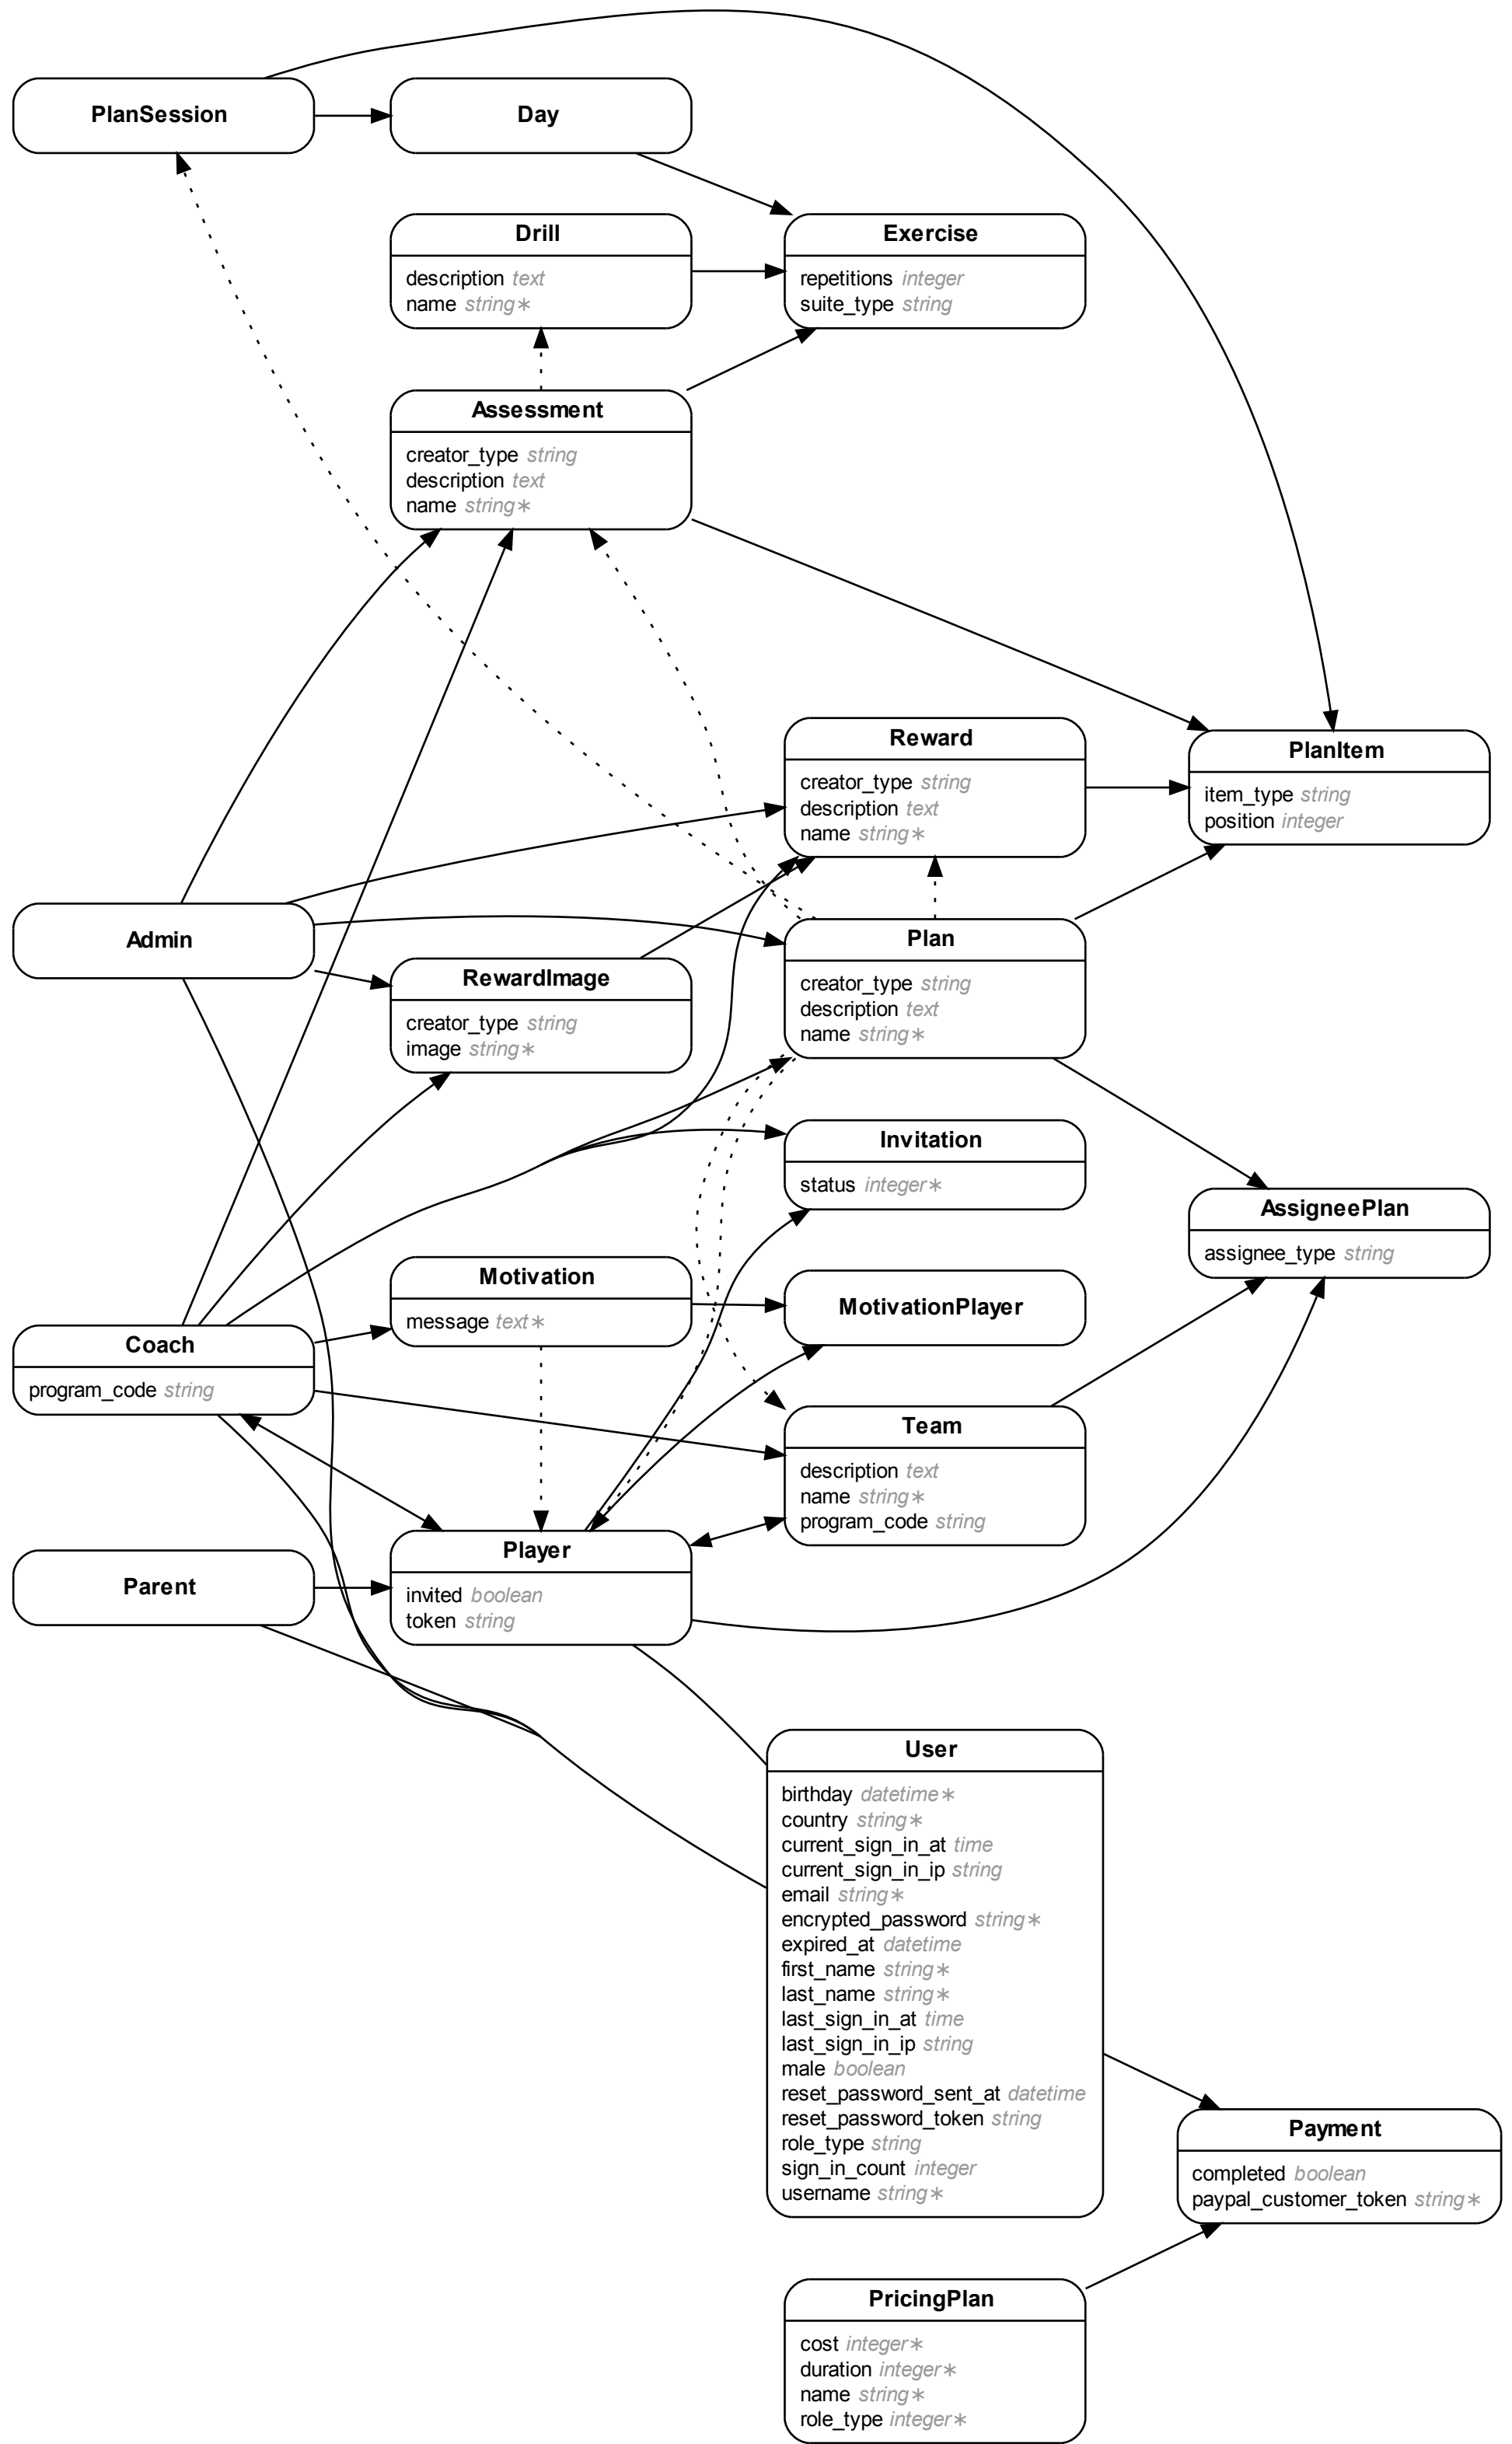 PlanSession
Day
Drill
description text
name string∗
Exercise
repetitions integer
suite_type string
Assessment
creator_type string
description text
name string∗
Reward
creator_type string
description text
name string∗
PlanItem
item_type string
position integer
Admin
RewardImage
creator_type string
image string∗
Plan
creator_type string
description text
name string∗
Invitation
status integer∗
AssigneePlan
assignee_type string
Motivation
message text∗
MotivationPlayer
Coach
program_code string
Team
description text
name string∗
program_code string
Parent
Player
invited boolean
token string
User
birthday datetime∗
country string∗
current_sign_in_at time
current_sign_in_ip string
email string∗
encrypted_password string∗
expired_at datetime
first_name string∗
last_name string∗
last_sign_in_at time
last_sign_in_ip string
male boolean
reset_password_sent_at datetime
reset_password_token string
role_type string
sign_in_count integer
username string∗
Payment
completed boolean
paypal_customer_token string∗
PricingPlan
cost integer∗
duration integer∗
name string∗
role_type integer∗